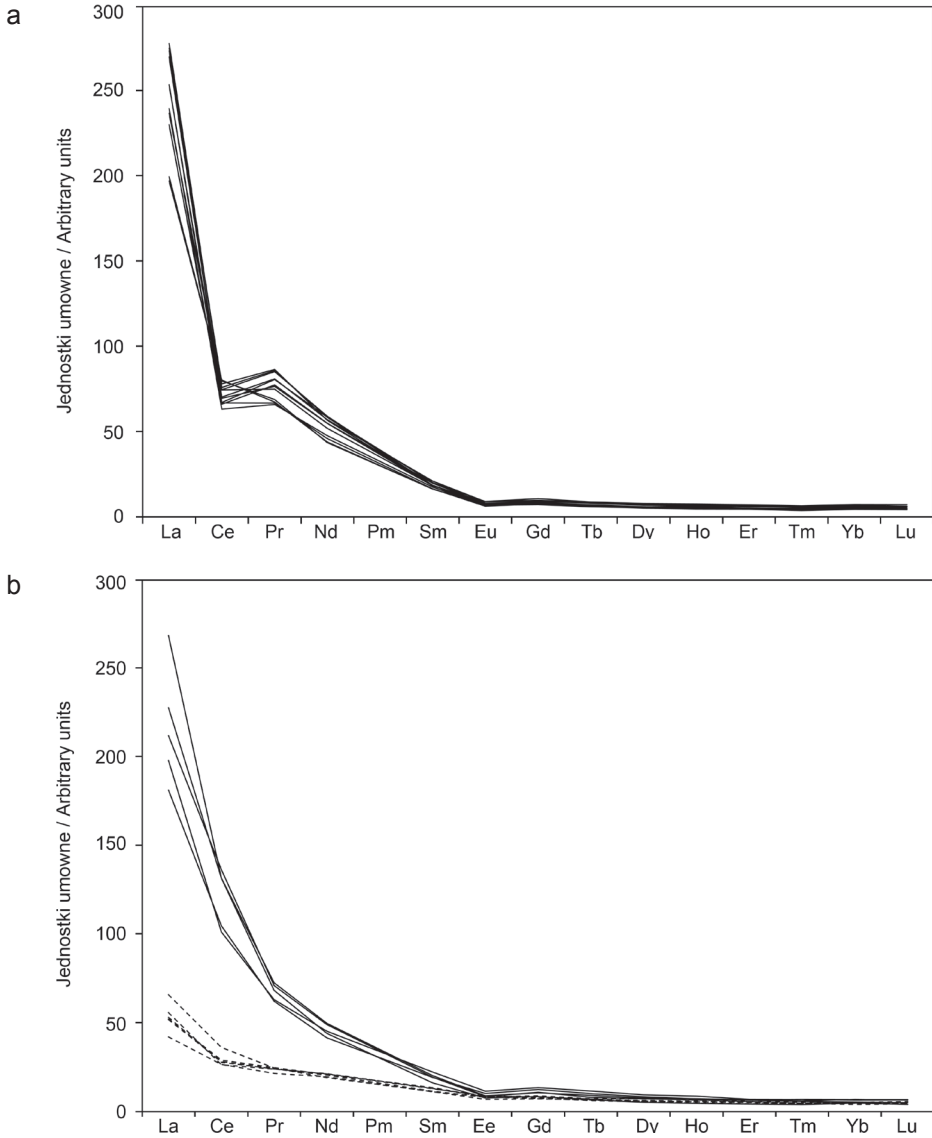 a
Jednostki umowne / Arbitrary units
300
250
200
150
100
50
0
La Ce Pr Nd Pm Sm Eu Gd Tb Dy Ho Er Tm Yb Lu
b
Jednostki umowne / Arbitrary units
300
250
200
150
100
50
0
La Ce Pr Nd Pm Sm Ee Gd Tb Dy Ho Er Tm Yb Lu